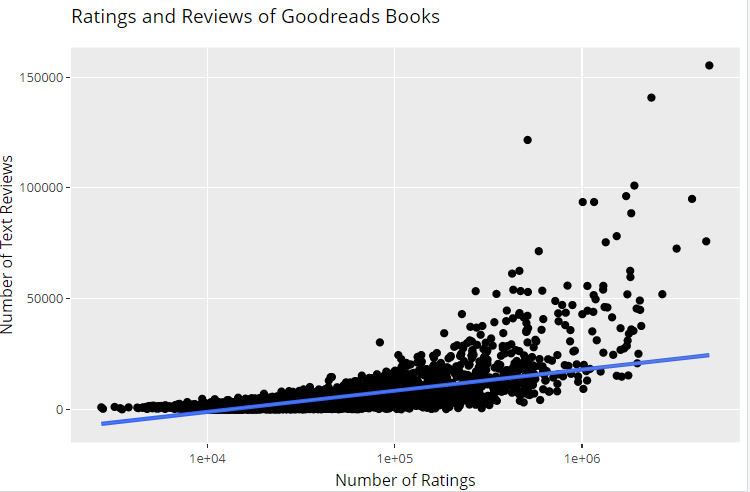 Ratings and Reviews of Goodreads Books
Number of Text Reviews
150000
100000
50000
0
1e+04
1e+05
1e+06
Number of Ratings